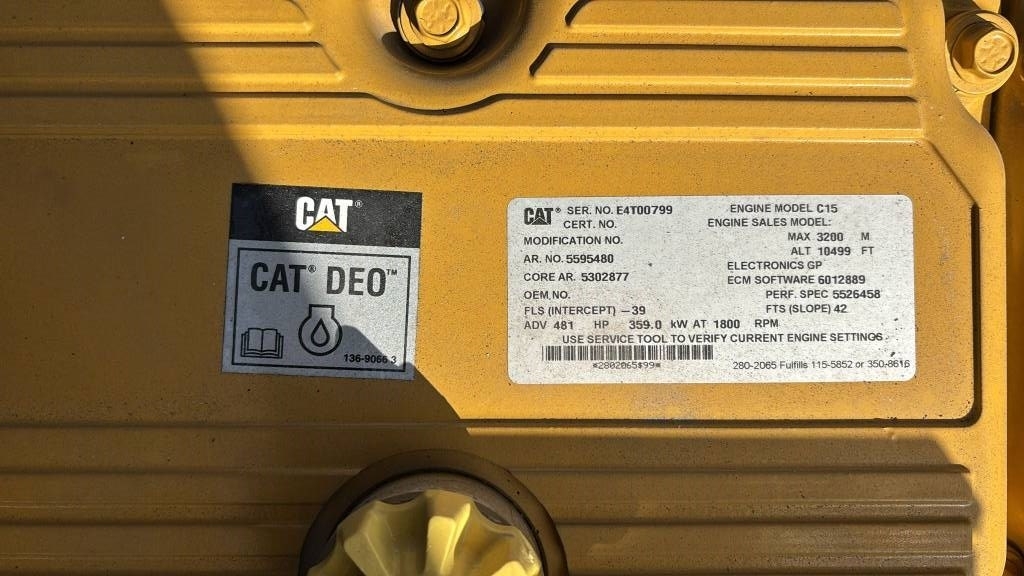 CAT®
CAT® DEO™
136-9066 3
CAT® SER. NO. E4T00799 ENGINE MODEL C15
CERT. NO. ENGINE SALES MODEL:
MODIFICATION NO. MAX 3200 M
AR. NO. 5595480 ALT 10499 FT
CORE AR. 5302877 ELECTRONICS GP
ECM SOFTWARE 6012889
OEM NO. PERF. SPEC 5526458
FLS (INTERCEPT) -39 FTS (SLOPE) 42
ADV 481 HP 359.0 kW AT 1800 RPM
USE SERVICE TOOL TO VERIFY CURRENT ENGINE SETTINGS.
*2802065$99*
280-2065 Fulfills 115-5852 or 350-8616